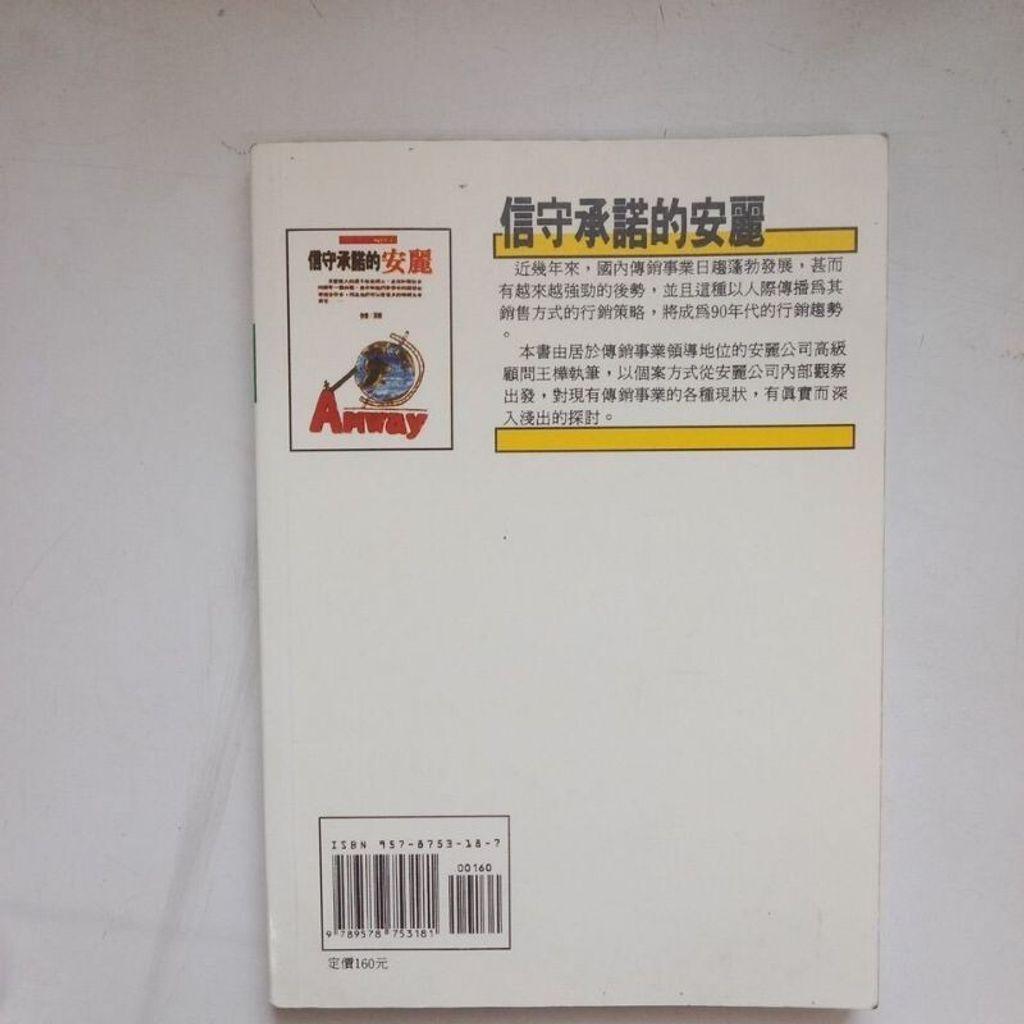 信守承諾的安麗
近幾年來，國內傳銷事業日趨蓬勃發展，甚而
有越來越強勁的後勢，並且這種以人際傳播爲其
銷售方式的行銷策略，將成爲90年代的行銷趨勢
。
本書由居於傳銷事業領導地位的安麗公司高級
顧問王樺執筆，以個案方式從安麗公司內部觀察
出發，對現有傳銷事業的各種現狀，有眞實而深
入淺出的探討。
信守承諾的安麗
Amway
ISBN 957-8753-18-7
00160
9 789578 753181
定價160元